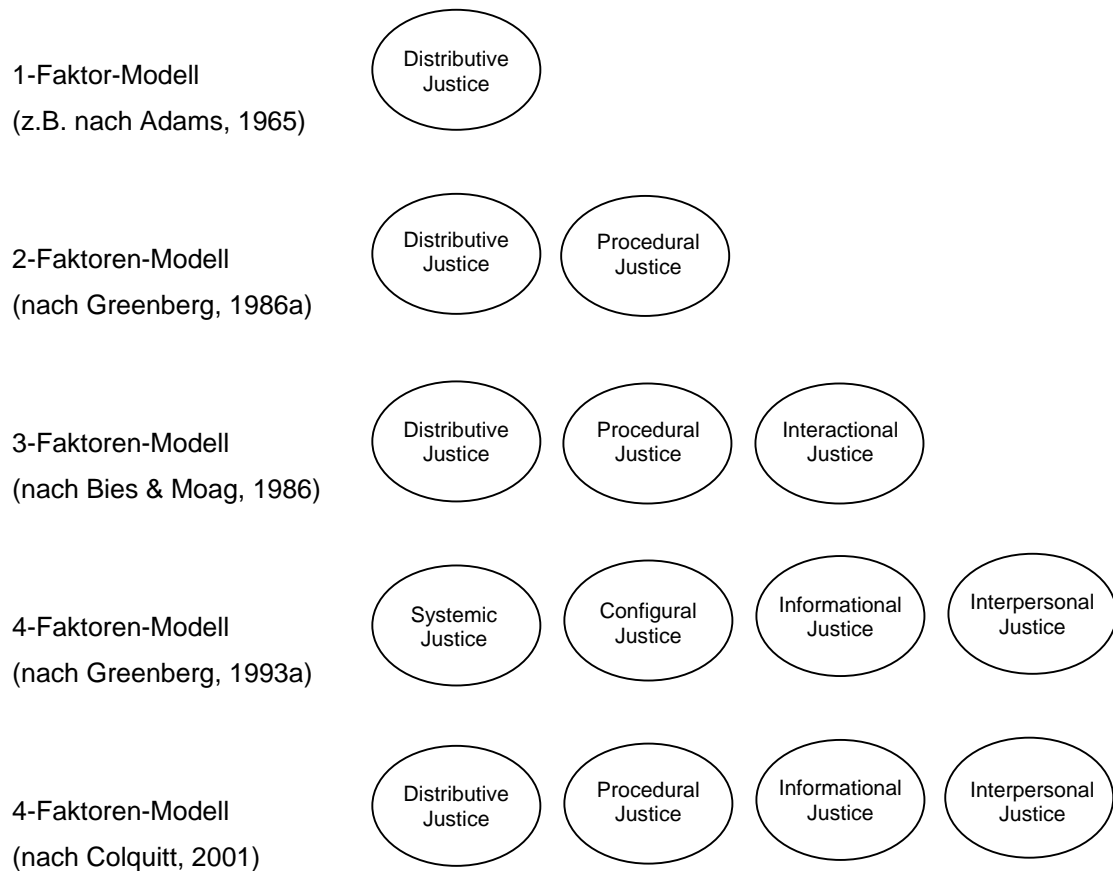 1-Faktor-Modell
(z.B. nach Adams, 1965)
Distributive
Justice
2-Faktoren-Modell
(nach Greenberg, 1986a)
Distributive
Justice
Procedural
Justice
3-Faktoren-Modell
(nach Bies & Moag, 1986)
Distributive
Justice
Procedural
Justice
Interactional
Justice
4-Faktoren-Modell
(nach Greenberg, 1993a)
Systemic
Justice
Configural
Justice
Informational
Justice
Interpersonal
Justice
4-Faktoren-Modell
(nach Colquitt, 2001)
Distributive
Justice
Procedural
Justice
Informational
Justice
Interpersonal
Justice